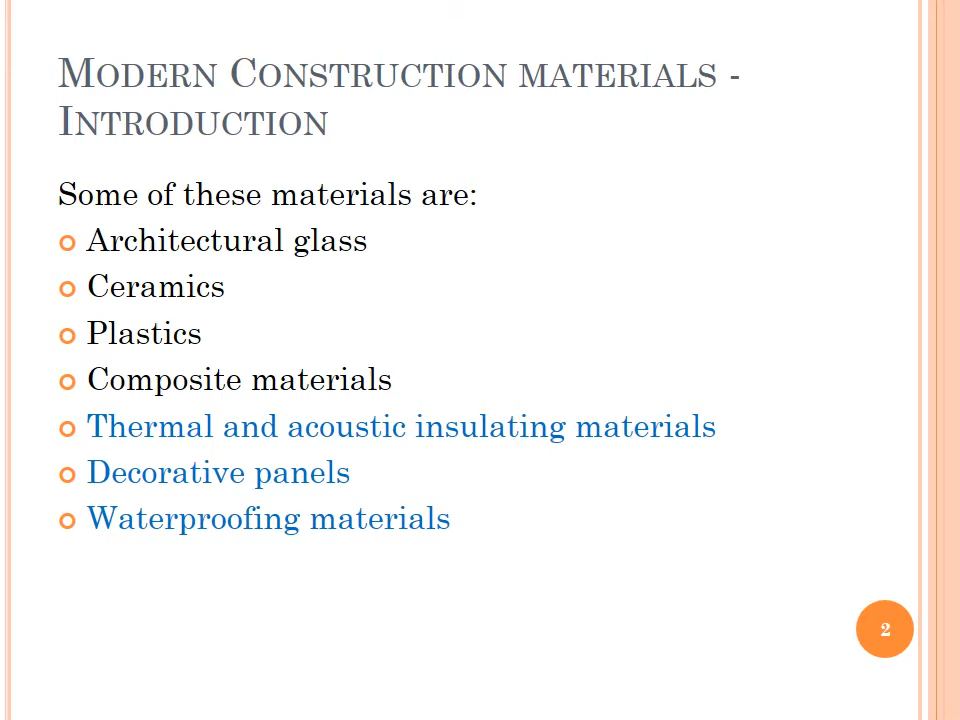 Modern Construction materials -
Introduction
Some of these materials are:
Architectural glass
Ceramics
Plastics
Composite materials
Thermal and acoustic insulating materials
Decorative panels
Waterproofing materials
2